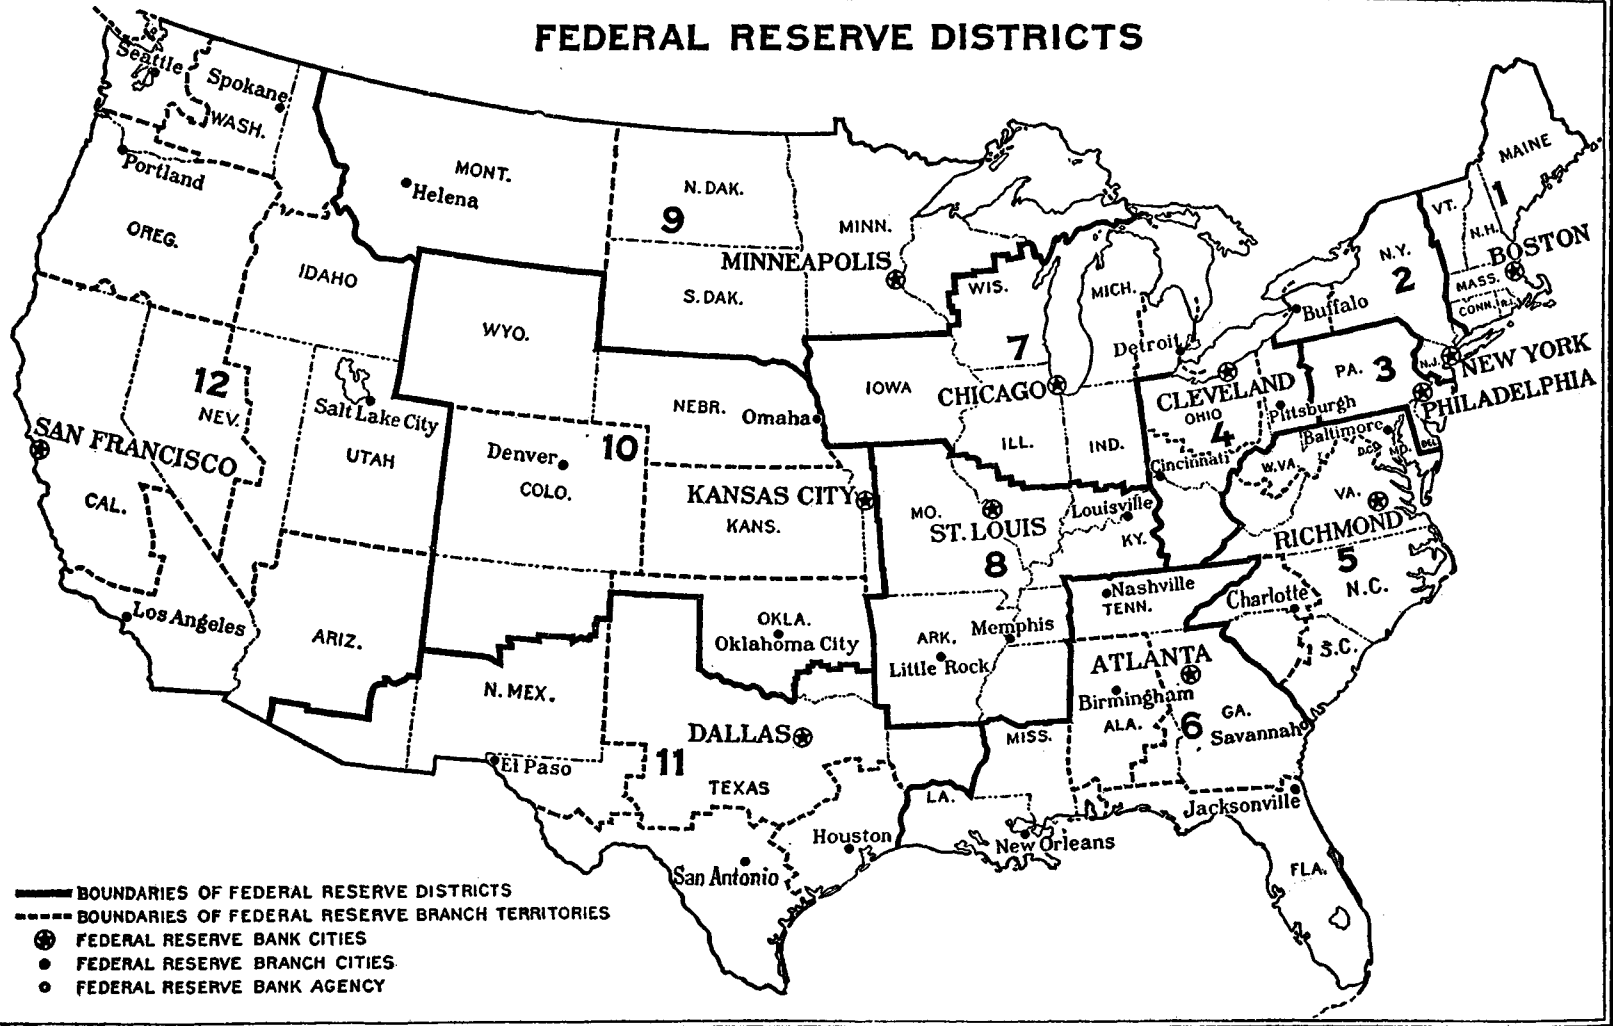 FEDERAL RESERVE DISTRICTS
Seattle
Spokane
WASH.
Portland
OREG.
MONT.
Helena
IDAHO
N. DAK.
9
MINN.
MINNEAPOLIS
S. DAK.
WYO.
WIS.
MICH.
7
Detroit
IOWA
CHICAGO
MAINE
1
VT.
N.H.
BOSTON
MASS.
CONN.
R.I.
N.Y.
2
Buffalo
N.J.
NEW YORK
PA.
3
PHILADELPHIA
CLEVELAND
OHIO
4
Pittsburgh
Cincinnati
Baltimore
D.C.
MD.
DEL.
W.VA.
VA.
RICHMOND
5
12
NEV.
SAN FRANCISCO
CAL.
Salt Lake City
UTAH
NEBR.
Omaha
10
Denver
COLO.
KANSAS CITY
KANS.
ILL.
IND.
MO.
ST. LOUIS
8
Louisville
KY.
Los Angeles
ARIZ.
N. MEX.
OKLA.
Oklahoma City
ARK.
Little Rock
Memphis
Nashville
TENN.
Charlotte
N.C.
S.C.
ATLANTA
Birmingham
ALA.
6
GA.
Savannah
MISS.
DALLAS
El Paso
11
TEXAS
LA.
Jacksonville
Houston
New Orleans
San Antonio
FLA.
BOUNDARIES OF FEDERAL RESERVE DISTRICTS
BOUNDARIES OF FEDERAL RESERVE BRANCH TERRITORIES
FEDERAL RESERVE BANK CITIES
FEDERAL RESERVE BRANCH CITIES
FEDERAL RESERVE BANK AGENCY